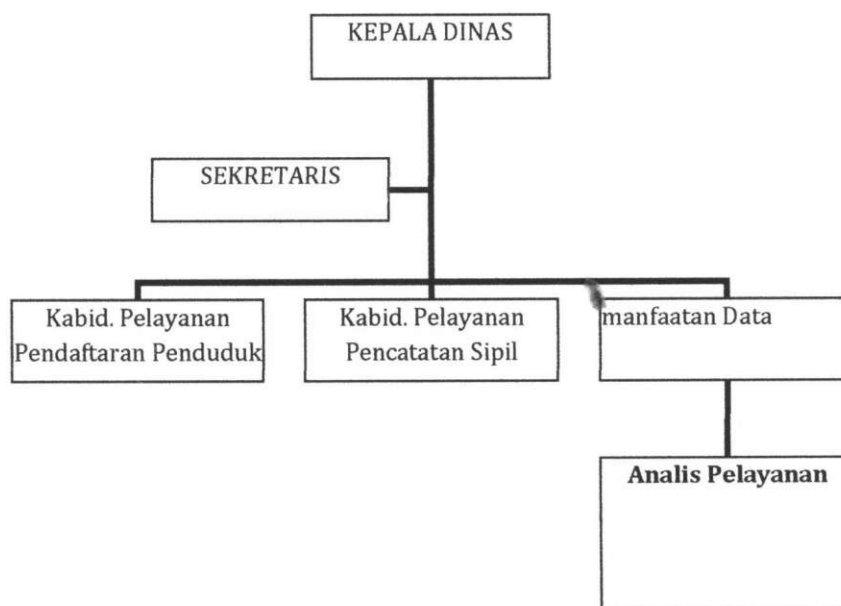 KEPALA DINAS
SEKRETARIS
Kabid. Pelayanan
Pendaftaran Penduduk
Kabid. Pelayanan
Pencatatan Sipil
manfaatan Data
Analis Pelayanan